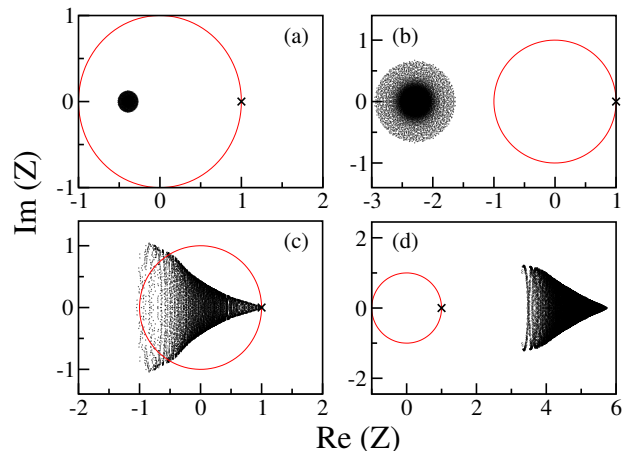 1 (a) 1 (b)
0 0
-1 -1
-1 0 1 2 -3 -2 -1 0 1
Im (Z)
(c) 2 (d)
1
0 0
-1
-2
-2 -1 0 1 2 0 2 4 6
Re (Z)